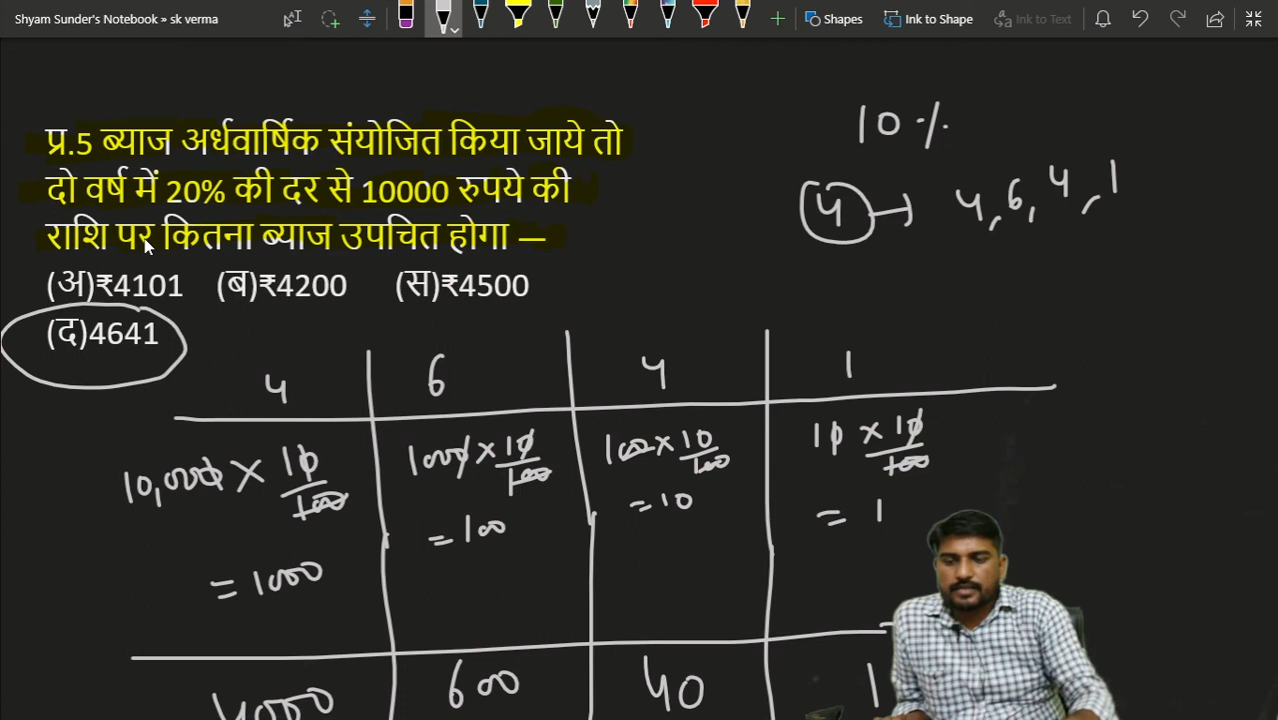 Shyam Sunder's Notebook » sk verma
Shapes
Ink to Shape
Ink to Text
प्र.5 ब्याज अर्धवार्षिक संयोजित किया जाये तो
दो वर्ष में 20% की दर से 10000 रुपये की
राशि पर कितना ब्याज उपचित होगा —
(अ)₹4101 (ब)₹4200 (स)₹4500
(द)4641
10 %
4 → 4, 6, 4, 1
4 6 4 1
10,000 × 10/100 1000 × 10/100 100 × 10/100 10 × 10/100
= 1000 = 100 = 10 = 1
4000 600 40 1